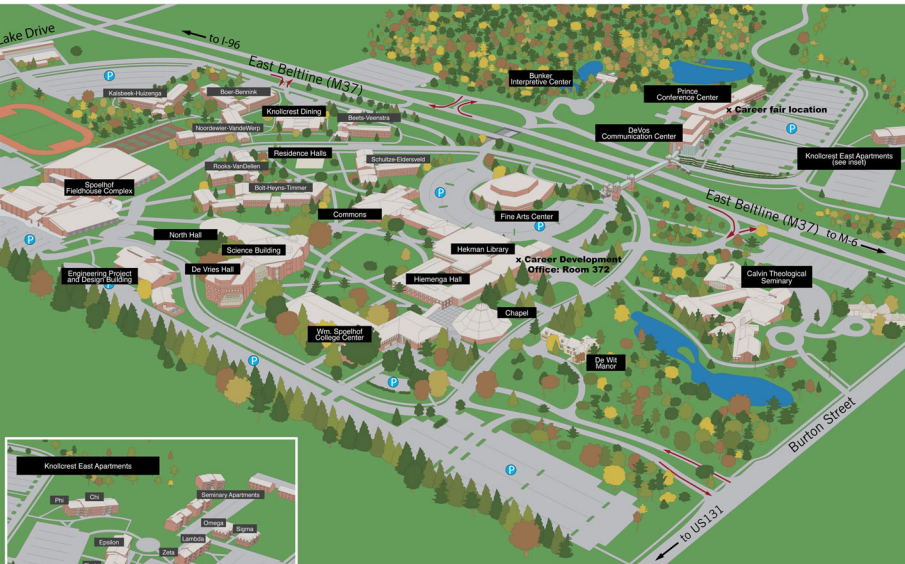 Lake Drive
to I-96
East Beltline (M37)
P
Kalsbeek-Huizenga
Boer-Bennink
Bunker
Interpretive Center
Prince
Conference Center
x Career fair location
Knollcrest Dining
Beets-Veenstra
Noordewier-VandeWerp
DeVos
Communication Center
P
Residence Halls
Schultze-Eldersveld
Knollcrest East Apartments
(see inset)
Rooks-VanDellen
Bolt-Heyns-Timmer
Spoelhof
Fieldhouse Complex
P
Commons
Fine Arts Center
P
East Beltline (M37)
to M-6
P
North Hall
Science Building
Hekman Library
x Career Development
Office: Room 372
Engineering Project
and Design Building
P
De Vries Hall
Hiemenga Hall
Calvin Theological
Seminary
Chapel
Wm. Spoelhof
College Center
De Wit
Manor
P
P
Burton Street
P
to US131
Knollcrest East Apartments
Phi
Chi
Seminary Apartments
Omega
Sigma
Epsilon
Lambda
Zeta